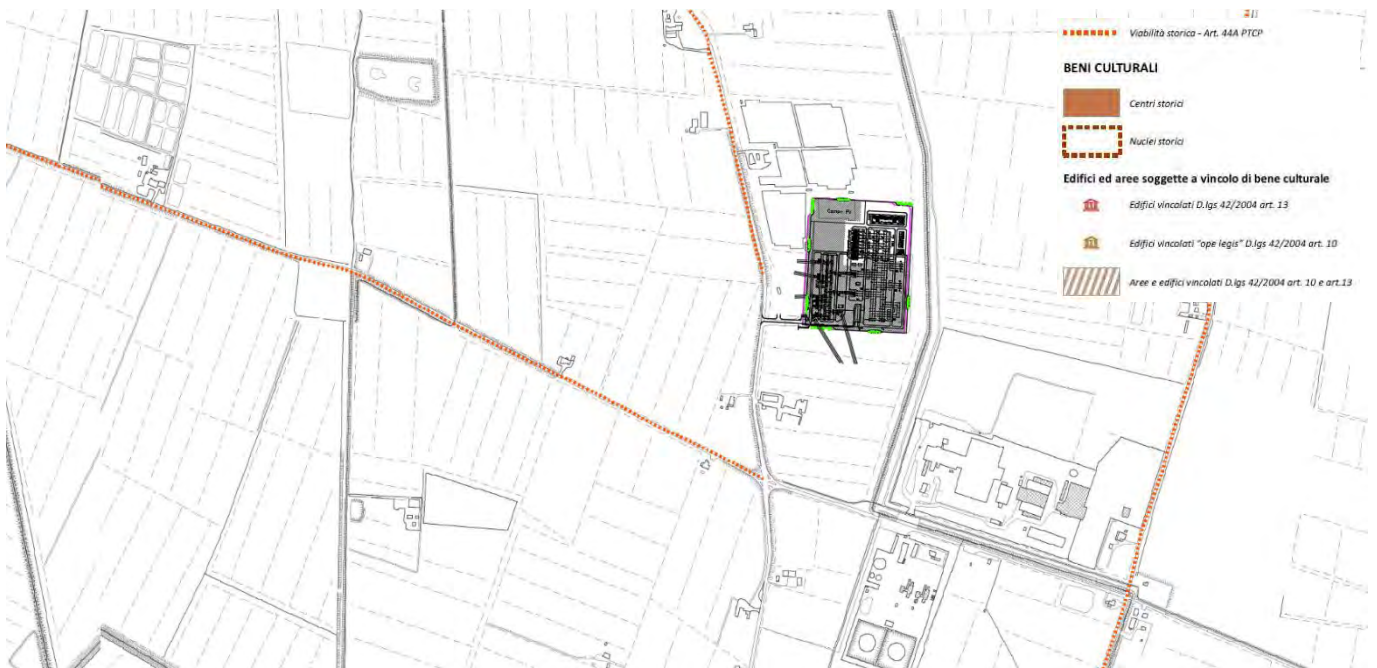 Viabilità storica - Art. 44A PTCP
BENI CULTURALI
Centri storici
Nuclei storici
Edifici ed aree soggette a vincolo di bene culturale
Edifici vincolati D.lgs 42/2004 art. 13
Edifici vincolati "ope legis" D.lgs 42/2004 art. 10
Aree e edifici vincolati D.lgs 42/2004 art. 10 e art.13